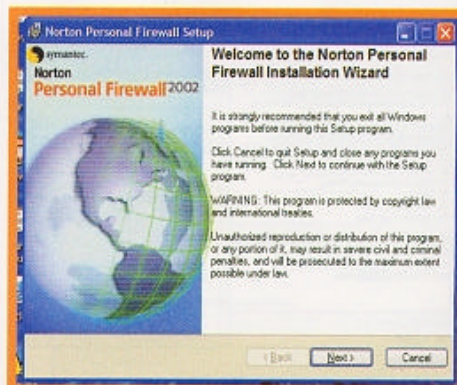 Norton Personal Firewall Setup
symantec.
Norton
Personal Firewall 2002
Welcome to the Norton Personal
Firewall Installation Wizard
It is strongly recommended that you exit all Windows
programs before running this Setup program.
Click Cancel to quit Setup and close any programs you
have running. Click Next to continue with the Setup
program.
WARNING: This program is protected by copyright law
and international treaties.
Unauthorized reproduction or distribution of this program,
or any portion of it, may result in severe civil and criminal
penalties, and will be prosecuted to the maximum extent
possible under law.
< Back
Next >
Cancel